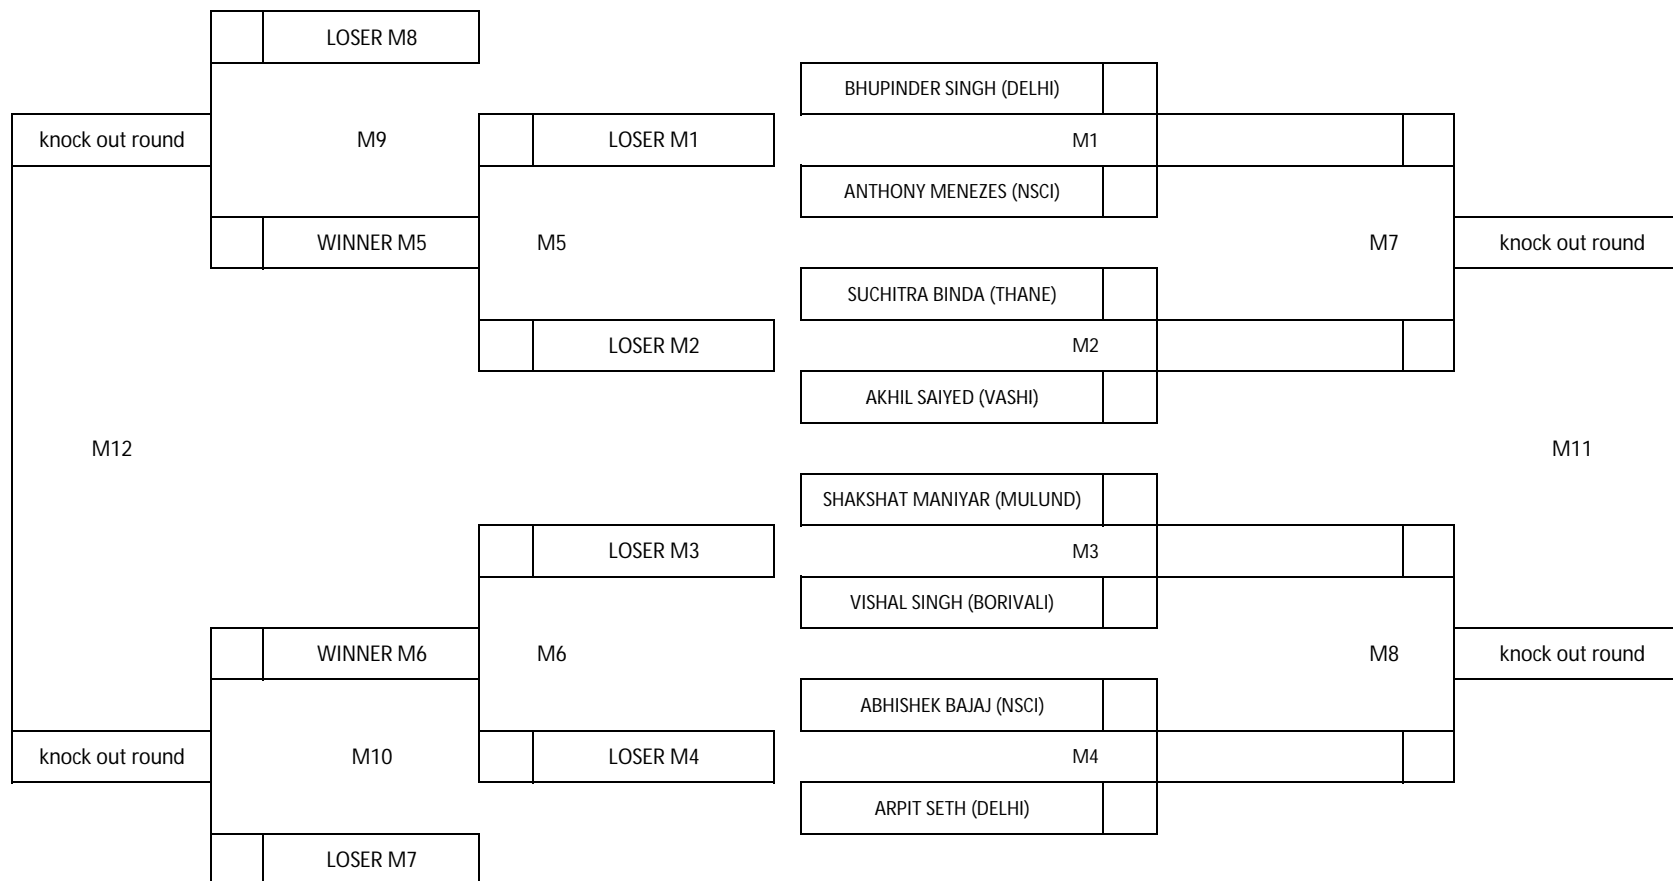 LOSER M8
BHUPINDER SINGH (DELHI)
knock out round M9 LOSER M1 M1
ANTHONY MENEZES (NSCI)
WINNER M5 M5 M7 knock out round
SUCHITRA BINDA (THANE)
LOSER M2 M2
AKHIL SAIYED (VASHI)
M12 M11
SHAKSHAT MANIYAR (MULUND)
LOSER M3 M3
VISHAL SINGH (BORIVALI)
WINNER M6 M6 M8 knock out round
ABHISHEK BAJAJ (NSCI)
knock out round M10 LOSER M4 M4
ARPIT SETH (DELHI)
LOSER M7